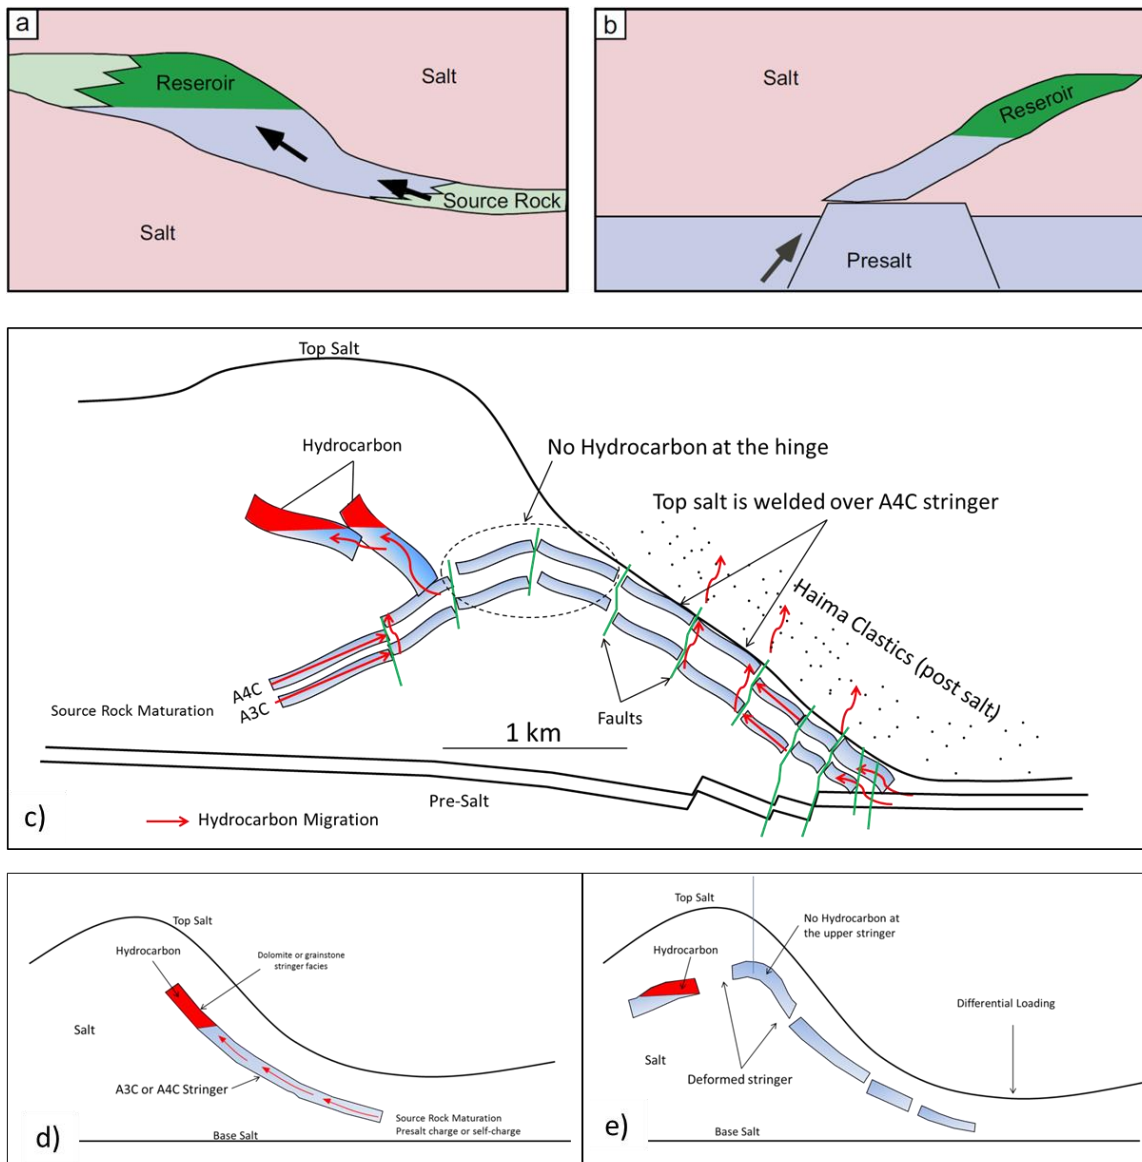 a
Salt
Reseroir
Source Rock
Salt
b
Salt
Reseroir
Presalt
Top Salt
Hydrocarbon
No Hydrocarbon at the hinge
Top salt is welded over A4C stringer
Haima Clastics (post salt)
A4C
A3C
Source Rock Maturation
Faults
1 km
Pre-Salt
c)
Hydrocarbon Migration
Top Salt
Hydrocarbon
Dolomite or grainstone
stringer facies
Salt
A3C or A4C Stringer
Source Rock Maturation
Presalt charge or self-charge
d)
Base Salt
Top Salt
No Hydrocarbon at
the upper stringer
Hydrocarbon
Differential Loading
Salt
Deformed stringer
e)
Base Salt